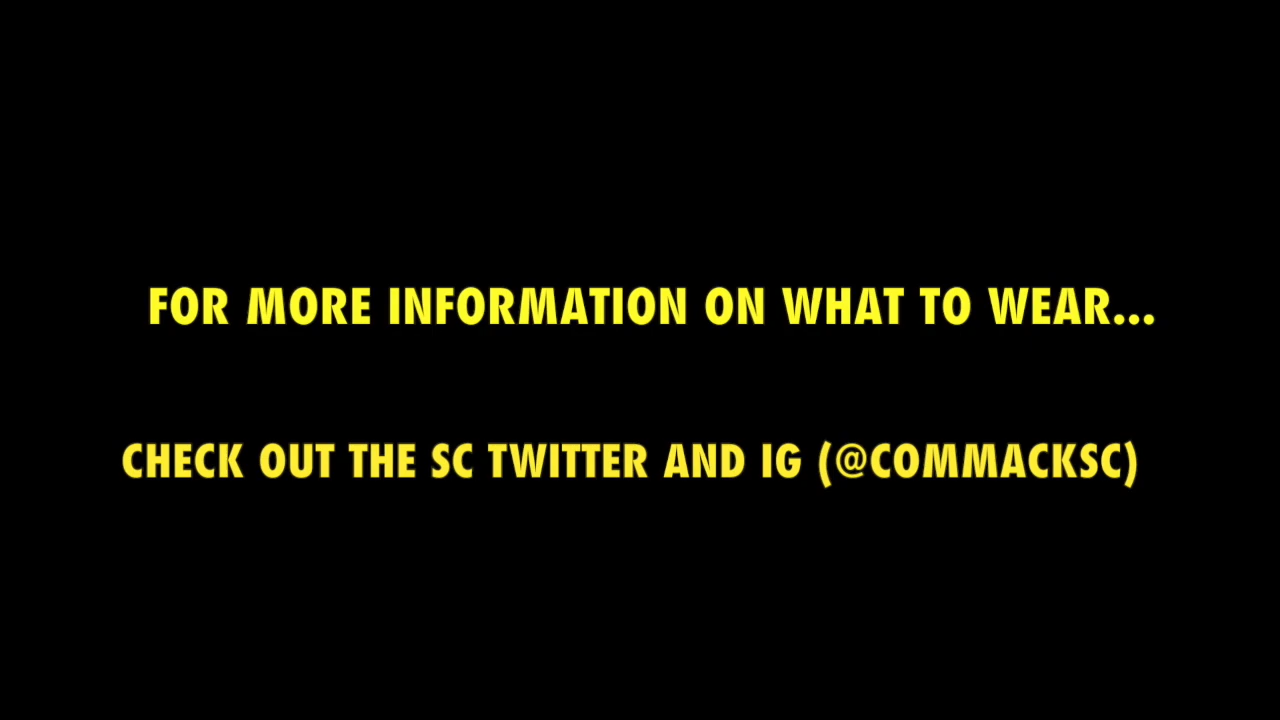 FOR MORE INFORMATION ON WHAT TO WEAR...
CHECK OUT THE SC TWITTER AND IG (@COMMACKSC)